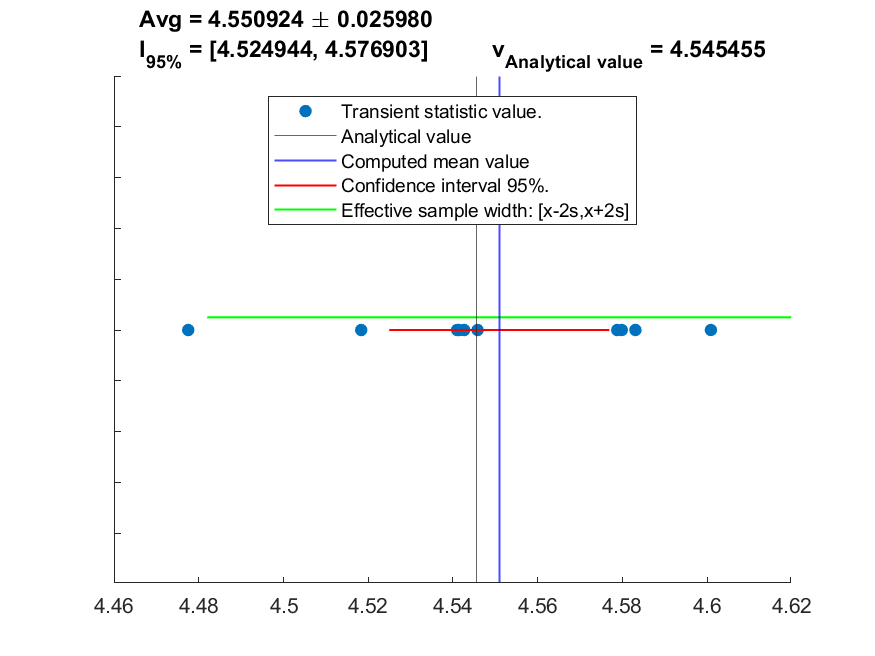 Avg = 4.550924 ± 0.025980
I95% = [4.524944, 4.576903] vAnalytical value = 4.545455
Transient statistic value.
Analytical value
Computed mean value
Confidence interval 95%.
Effective sample width: [x-2s,x+2s]
4.46 4.48 4.5 4.52 4.54 4.56 4.58 4.6 4.62